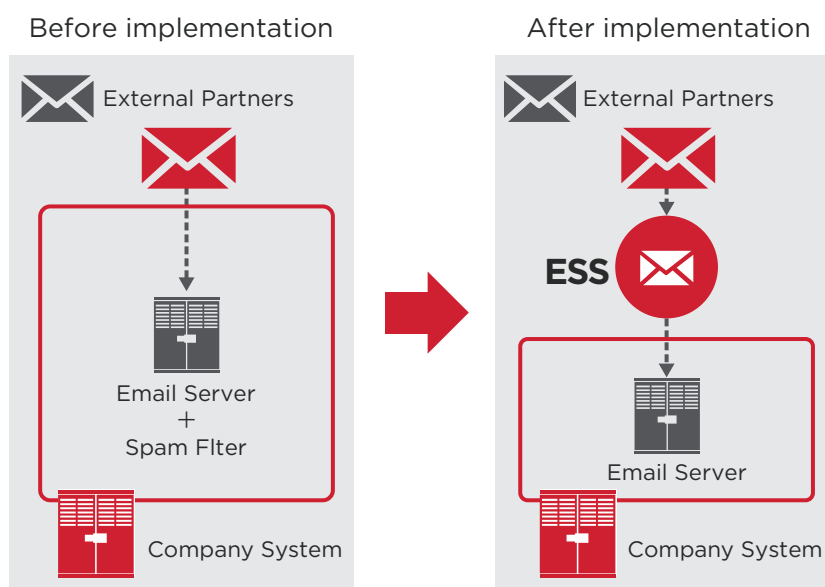 Before implementation
External Partners
Email Server
+
Spam Flter
Company System
After implementation
External Partners
ESS
Email Server
Company System